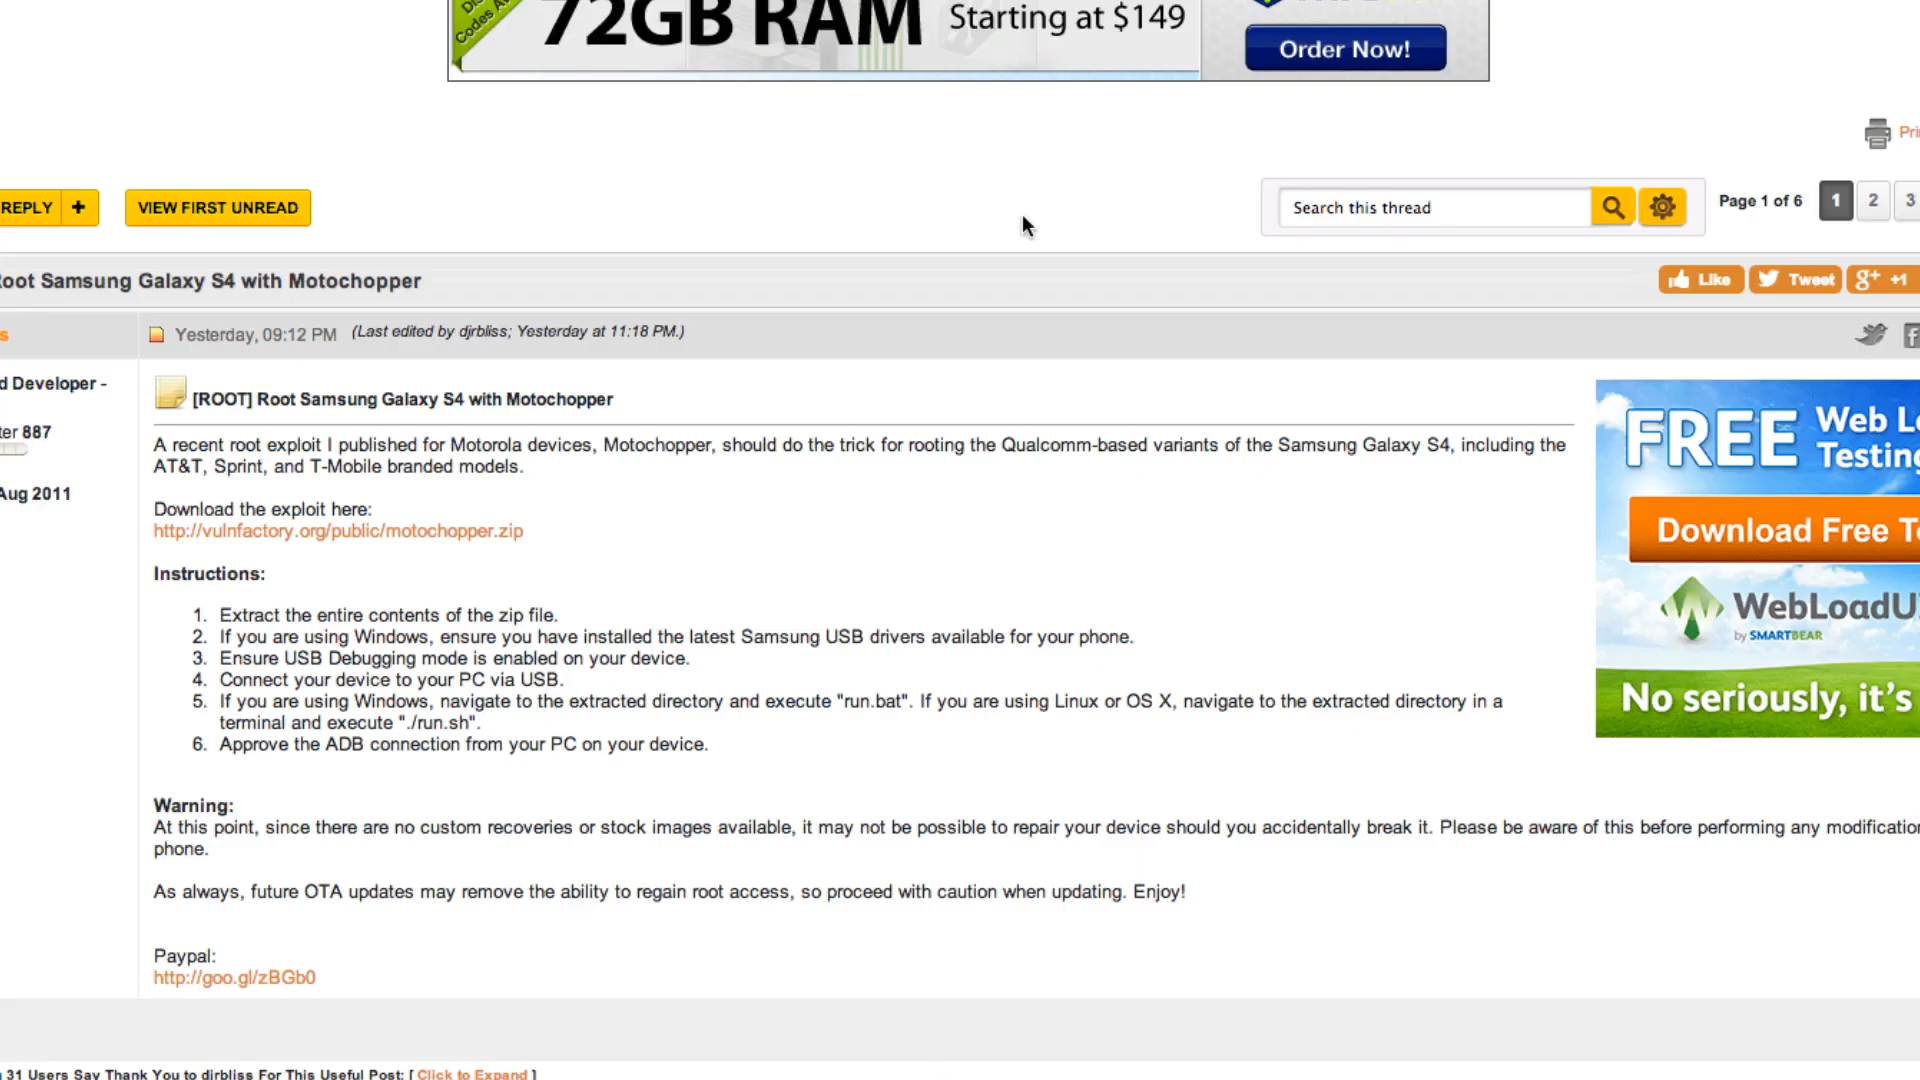 72GB RAM
Starting at $149
Order Now!
REPLY +
VIEW FIRST UNREAD
Search this thread
Page 1 of 6
1 2 3
Root Samsung Galaxy S4 with Motochopper
Like
Tweet
g+ +1
Yesterday, 09:12 PM (Last edited by djrbliss; Yesterday at 11:18 PM.)
d Developer -
887
Aug 2011
[ROOT] Root Samsung Galaxy S4 with Motochopper
A recent root exploit I published for Motorola devices, Motochopper, should do the trick for rooting the Qualcomm-based variants of the Samsung Galaxy S4, including the
AT&T, Sprint, and T-Mobile branded models.
Download the exploit here:
http://vulnfactory.org/public/motochopper.zip
Instructions:
1. Extract the entire contents of the zip file.
2. If you are using Windows, ensure you have installed the latest Samsung USB drivers available for your phone.
3. Ensure USB Debugging mode is enabled on your device.
4. Connect your device to your PC via USB.
5. If you are using Windows, navigate to the extracted directory and execute "run.bat". If you are using Linux or OS X, navigate to the extracted directory in a
terminal and execute "./run.sh".
6. Approve the ADB connection from your PC on your device.
Warning:
At this point, since there are no custom recoveries or stock images available, it may not be possible to repair your device should you accidentally break it. Please be aware of this before performing any modificatio
phone.
As always, future OTA updates may remove the ability to regain root access, so proceed with caution when updating. Enjoy!
Paypal:
http://goo.gl/zBGb0
FREE Web Lo
Testing
Download Free T
WebLoadU
by SMARTBEAR
No seriously, it's
31 Users Say Thank You to djrbliss For This Useful Post: [ Click to Expand ]